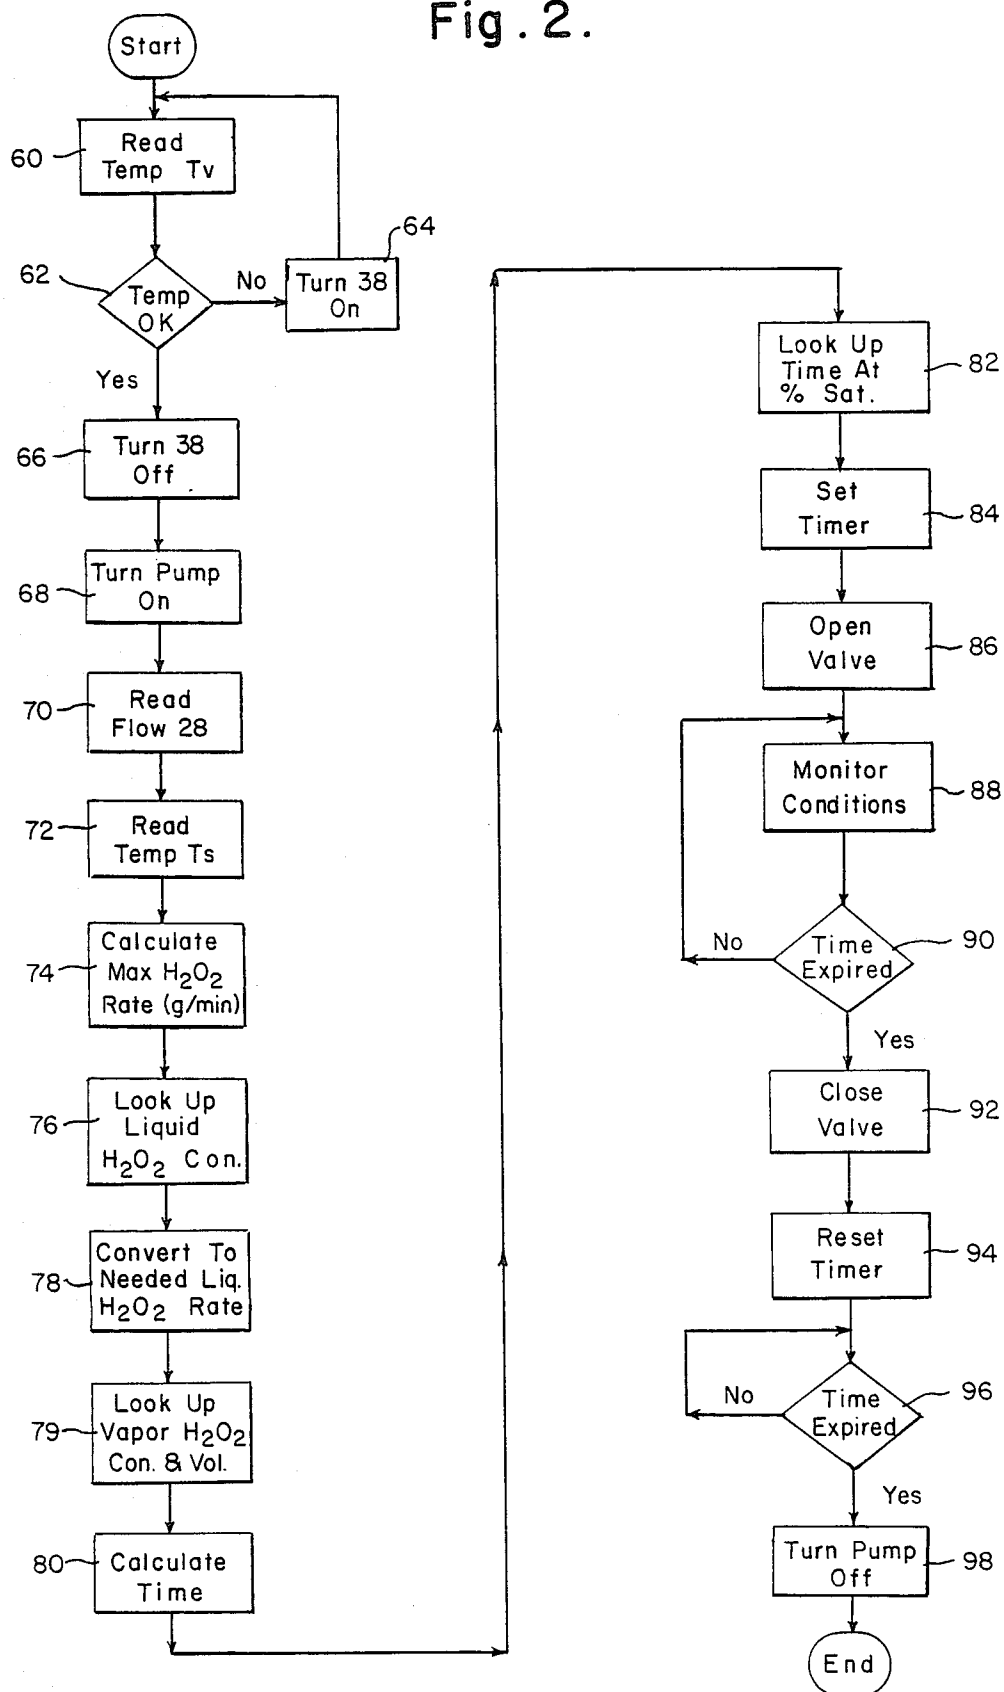 Fig. 2.
Start
60
Read
Temp Tv
62
Temp
OK
No
64
Turn 38
On
Yes
66
Turn 38
Off
68
Turn Pump
On
70
Read
Flow 28
72
Read
Temp Ts
74
Calculate
Max H₂O₂
Rate (g/min)
76
Look Up
Liquid
H₂O₂ Con.
78
Convert To
Needed Liq.
H₂O₂ Rate
79
Look Up
Vapor H₂O₂
Con. & Vol.
80
Calculate
Time
Look Up
Time At
% Sat.
82
Set
Timer
84
Open
Valve
86
Monitor
Conditions
88
Time
Expired
90
No
Yes
Close
Valve
92
Reset
Timer
94
Time
Expired
96
No
Yes
Turn Pump
Off
98
End